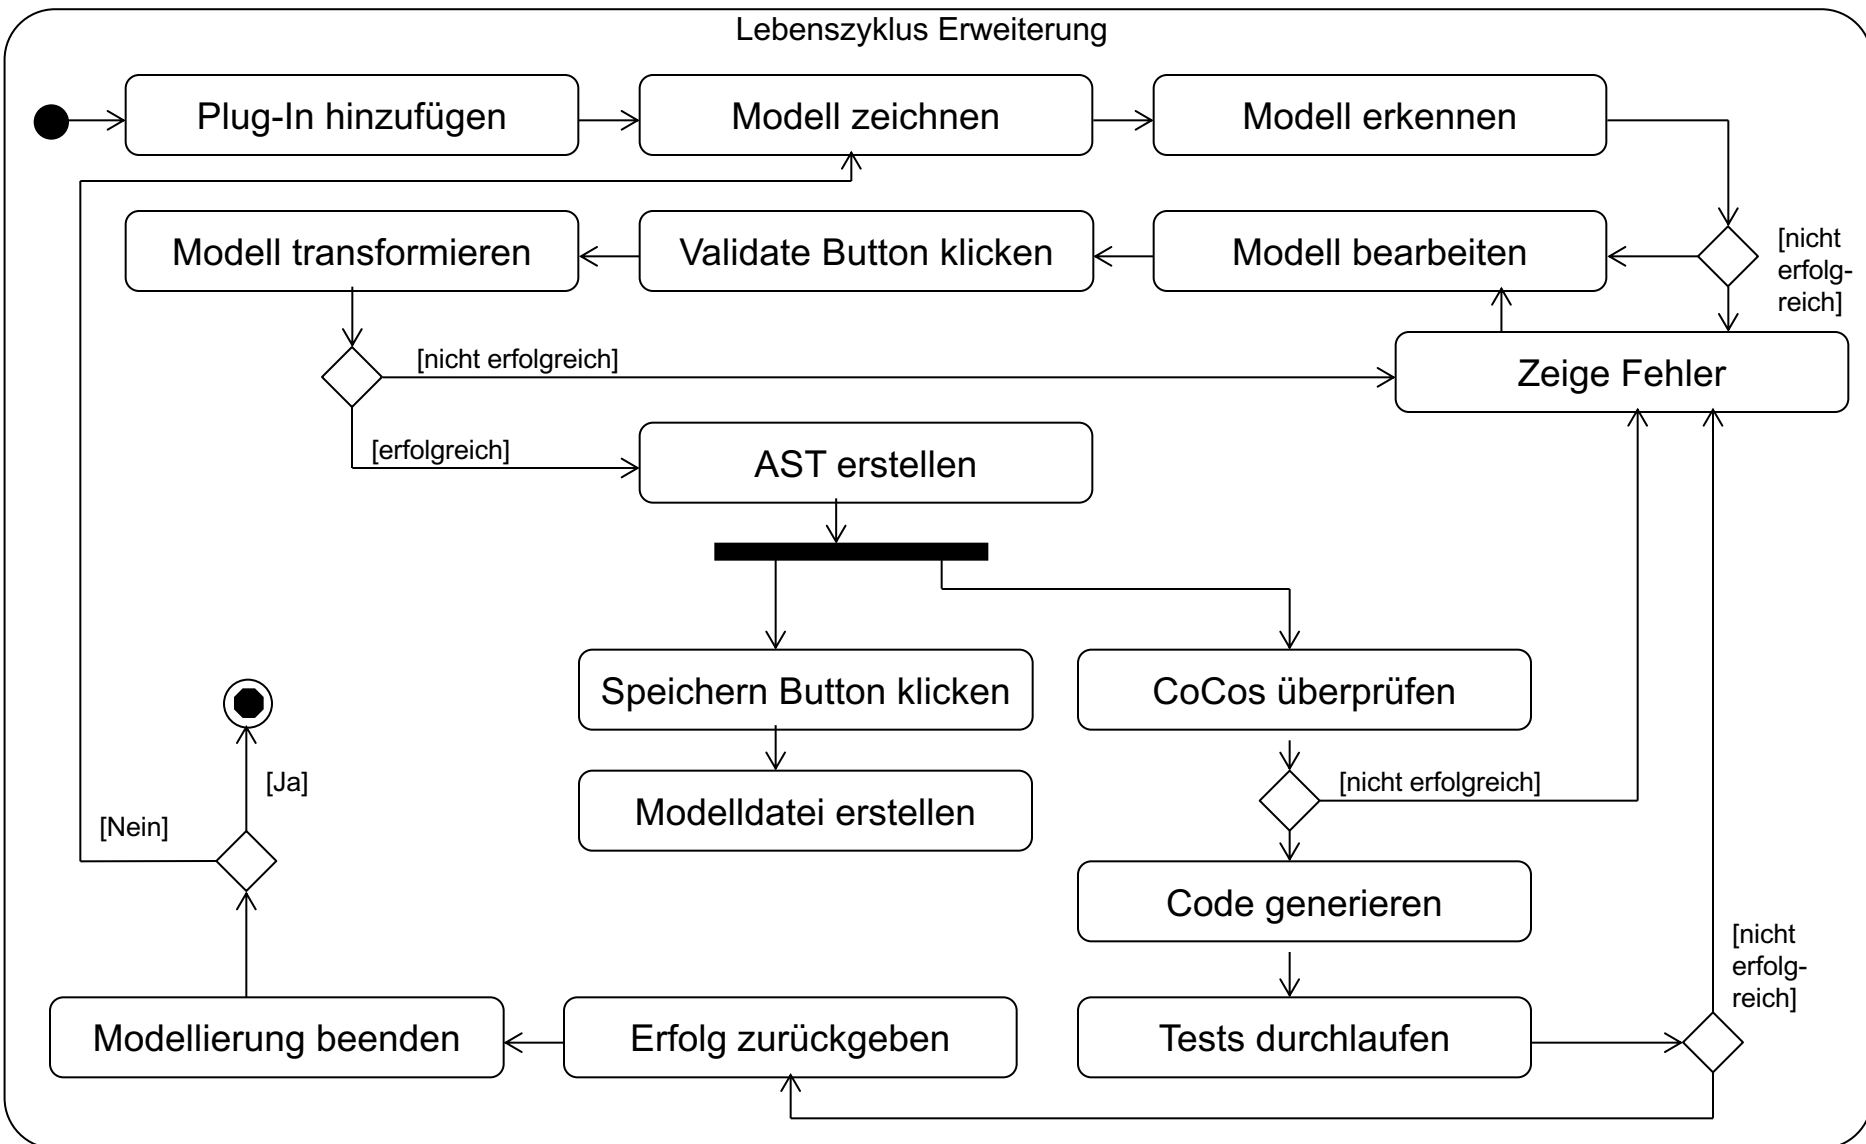 Lebenszyklus Erweiterung
Plug-In hinzufügen
Modell zeichnen
Modell erkennen
Modell transformieren
Validate Button klicken
Modell bearbeiten
[nicht
erfolg-
reich]
[nicht erfolgreich]
Zeige Fehler
[erfolgreich]
AST erstellen
Speichern Button klicken
CoCos überprüfen
[Ja]
[nicht erfolgreich]
Modelldatei erstellen
[Nein]
Code generieren
[nicht
erfolg-
reich]
Modellierung beenden
Erfolg zurückgeben
Tests durchlaufen